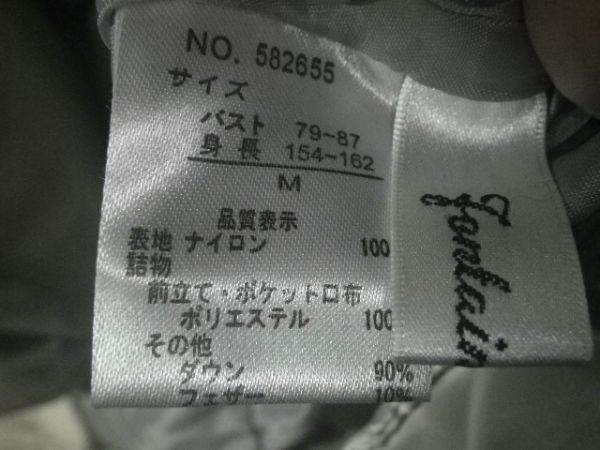 NO. 582655
サイズ
バスト 79~87
身長 154~162
M
品質表示
表地 ナイロン 100
詰物
前立て・ポケット口布
ポリエステル 100
その他
ダウン 90%
フェザー 10%